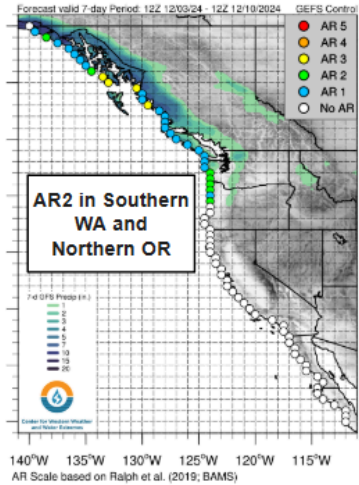 Forecast valid 7-day Period: 12Z 12/03/24 - 12Z 12/10/2024 GEFS Control
AR 5
AR 4
AR 3
AR 2
AR 1
No AR
AR2 in Southern
WA and
Northern OR
7-d GFS Precip (in.)
1
2
3
4
5
7
10
15
20
Center for Western Weather
and Water Extremes
140°W 135°W 130°W 125°W 120°W 115°W
AR Scale based on Ralph et al. (2019; BAMS)